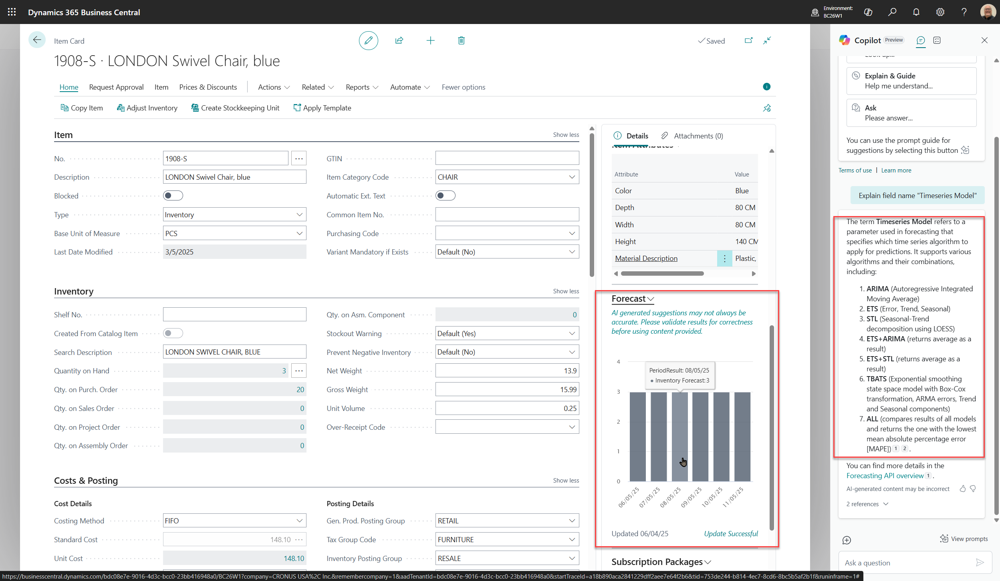 Dynamics 365 Business Central
Environment:
BC26W1
Item Card
Saved
1908-S · LONDON Swivel Chair, blue
Home
Request Approval
Item
Prices & Discounts
Actions
Related
Reports
Automate
Fewer options
Copy Item
Adjust Inventory
Create Stockkeeping Unit
Apply Template
Item
Show less
No.
1908-S
GTIN
Description
LONDON Swivel Chair, blue
Item Category Code
CHAIR
Blocked
Automatic Ext. Text
Type
Inventory
Common Item No.
Base Unit of Measure
PCS
Purchasing Code
Last Date Modified
3/5/2025
Variant Mandatory if Exists
Default (No)
Inventory
Show less
Shelf No.
Qty. on Asm. Component
0
Created From Catalog Item
Stockout Warning
Default (Yes)
Search Description
LONDON SWIVEL CHAIR, BLUE
Prevent Negative Inventory
Default (No)
Quantity on Hand
3
Net Weight
13.9
Qty. on Purch. Order
20
Gross Weight
15.99
Qty. on Sales Order
0
Unit Volume
0.25
Qty. on Project Order
0
Over-Receipt Code
Qty. on Assembly Order
0
Costs & Posting
Show less
Cost Details
Posting Details
Costing Method
FIFO
Gen. Prod. Posting Group
RETAIL
Standard Cost
148.10
Tax Group Code
FURNITURE
Unit Cost
148.10
Inventory Posting Group
RESALE
Details
Attachments (0)
Item Attributes
Attribute
Value
Color
Blue
Depth
80 CM
Width
80 CM
Height
140 CM
Material Description
Plastic,
Forecast
AI generated suggestions may not always be
accurate. Please validate results for correctness
before using content provided.
4
PeriodResult: 08/05/25
Inventory Forecast: 3
3
2
1
0
06/05/25
07/05/25
08/05/25
09/05/25
10/05/25
11/05/25
Updated 06/04/25
Update Successful
Subscription Packages
Copilot
Preview
Look up...
Explain & Guide
Help me understand...
Ask
Please answer...
You can use the prompt guide for
suggestions by selecting this button
Terms of use | Learn more
Explain field name "Timeseries Model"
The term Timeseries Model refers to a
parameter used in forecasting that
specifies which time series algorithm to
apply for predictions. It supports various
algorithms and their combinations,
including:
1. ARIMA (Autoregressive Integrated
Moving Average)
2. ETS (Error, Trend, Seasonal)
3. STL (Seasonal-Trend
decomposition using LOESS)
4. ETS+ARIMA (returns average as a
result)
5. ETS+STL (returns average as a
result)
6. TBATS (Exponential smoothing
state space model with Box-Cox
transformation, ARMA errors, Trend
and Seasonal components)
7. ALL (compares results of all models
and returns the one with the lowest
mean absolute percentage error
[MAPE]) 1 2 .
You can find more details in the
Forecasting API overview 1 .
AI-generated content may be incorrect
2 references
View prompts
Ask a question
https://businesscentral.dynamics.com/bdc08e7e-9016-4d3c-bcc0-23bb416948a0/BC26W1?company=CRONUS USA%2C Inc.&remembercompany=1&aadTenantId=bdc08e7e-9016-4d3c-bcc0-23bb416948a0&startTraceId=a18b890aca2841229dff2aee7e64f2b6&tid=753de244-b814-4ec7-8cd6-8bc5b5af2b1f&runinframe=1#